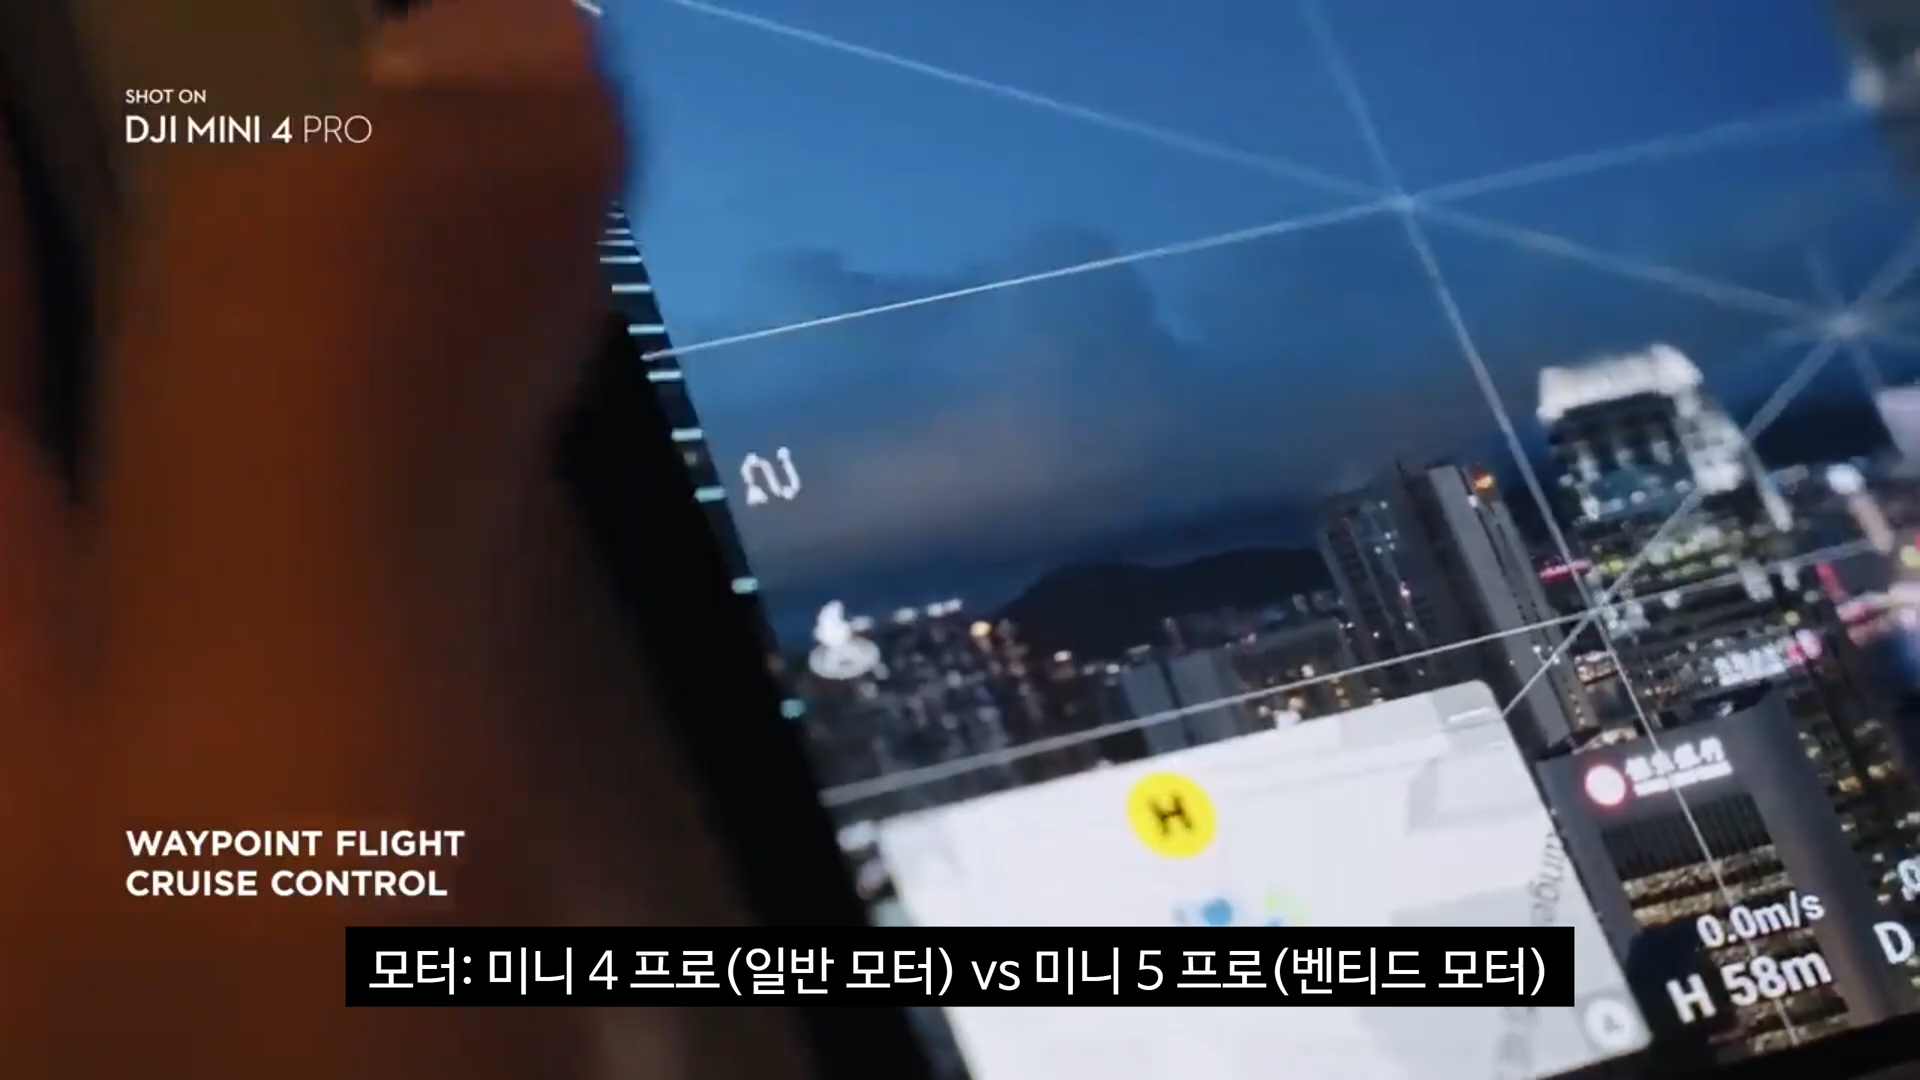 SHOT ON
DJI MINI 4 PRO
H
WAYPOINT FLIGHT
CRUISE CONTROL
0.0m/s
H 58m
D
모터: 미니 4 프로(일반 모터) vs 미니 5 프로(벤티드 모터)